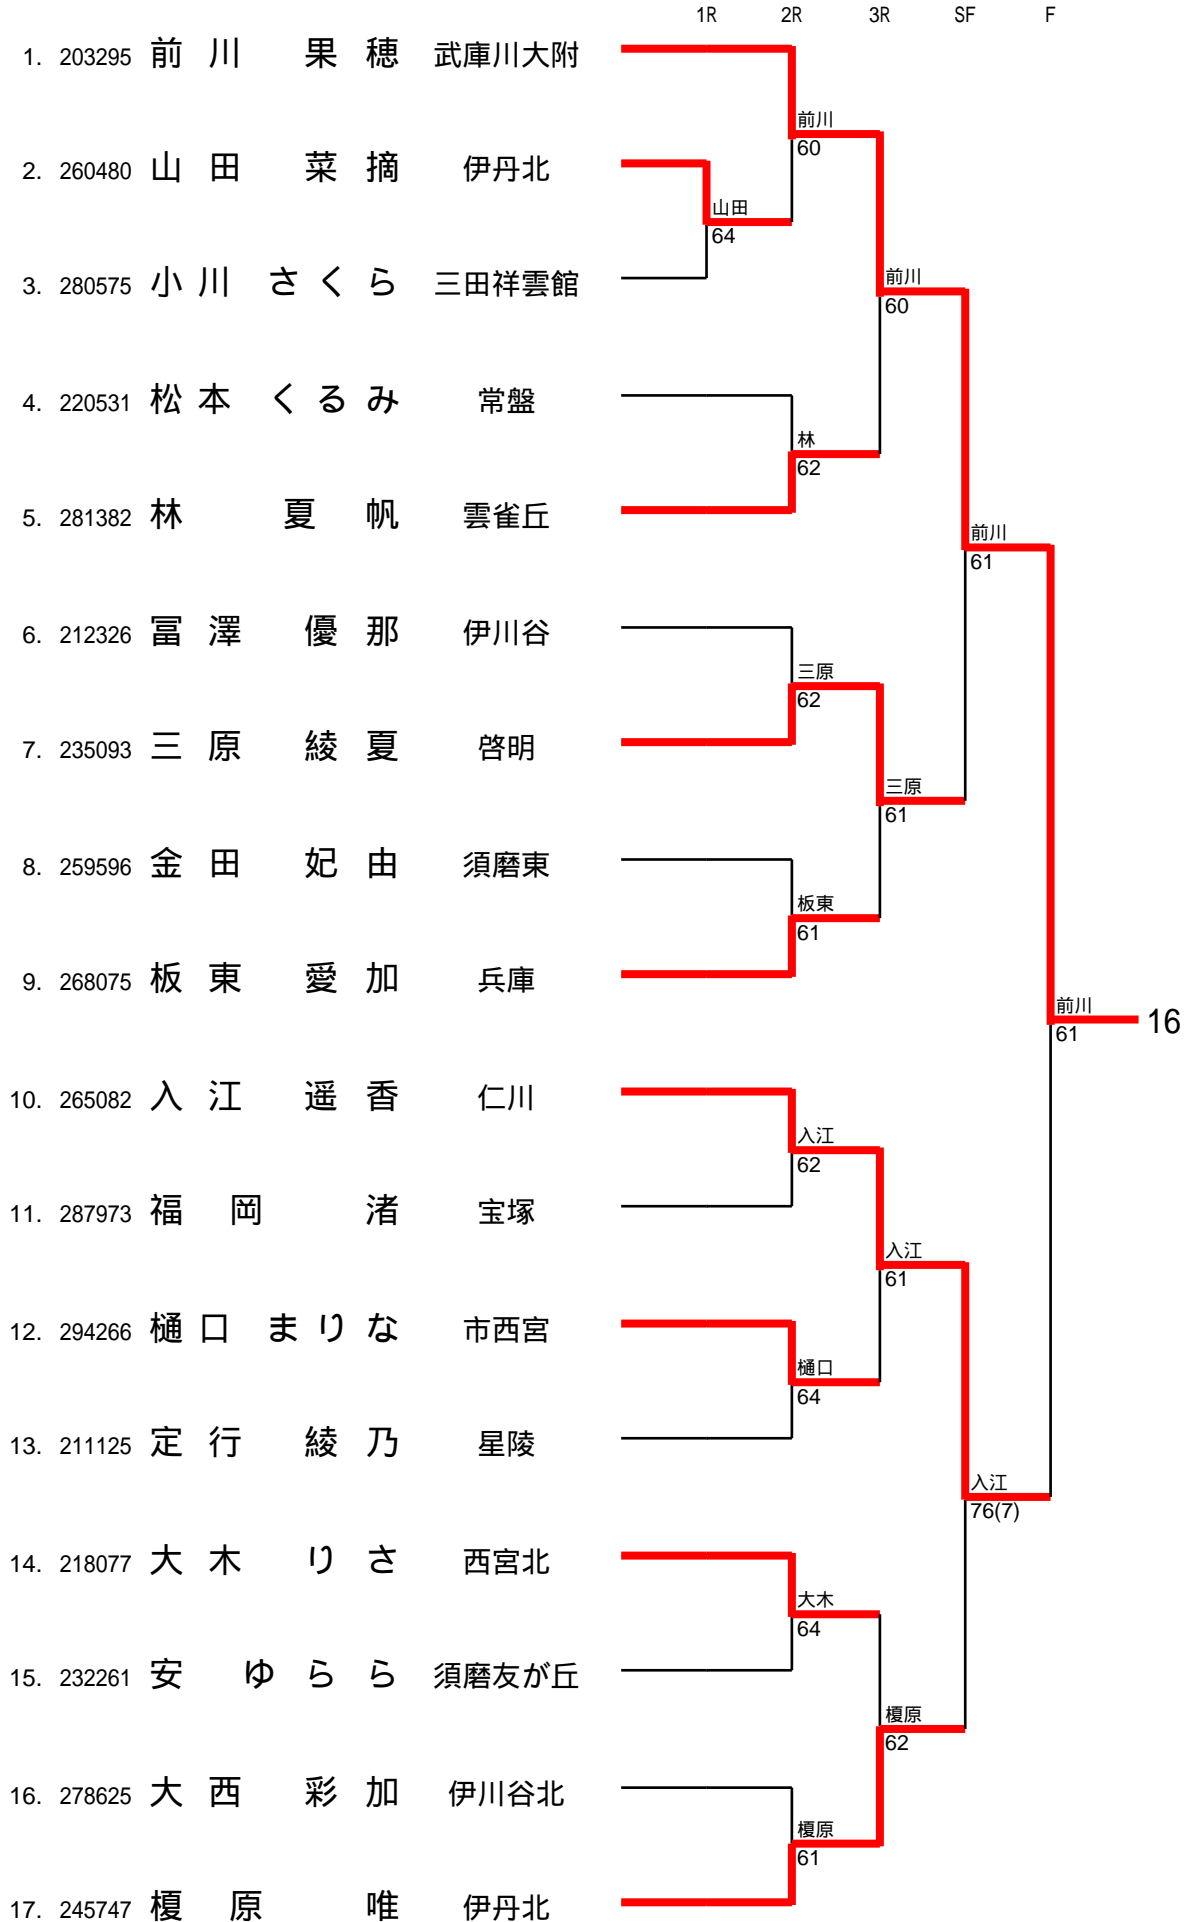 1R 2R 3R SF F
1. 203295 前川 果穂 武庫川大附
前川
60
2. 260480 山田 菜摘 伊丹北
山田
64
3. 280575 小川 さくら 三田祥雲館
前川
60
4. 220531 松本 くるみ 常盤
林
62
5. 281382 林 夏帆 雲雀丘
前川
61
6. 212326 冨澤 優那 伊川谷
三原
62
7. 235093 三原 綾夏 啓明
三原
61
8. 259596 金田 妃由 須磨東
板東
61
9. 268075 板東 愛加 兵庫
前川
61
16
10. 265082 入江 遥香 仁川
入江
62
11. 287973 福岡 渚 宝塚
入江
61
12. 294266 樋口 まりな 市西宮
樋口
64
13. 211125 定行 綾乃 星陵
入江
76(7)
14. 218077 大木 りさ 西宮北
大木
64
15. 232261 安 ゆらら 須磨友が丘
榎原
62
16. 278625 大西 彩加 伊川谷北
榎原
61
17. 245747 榎原 唯 伊丹北